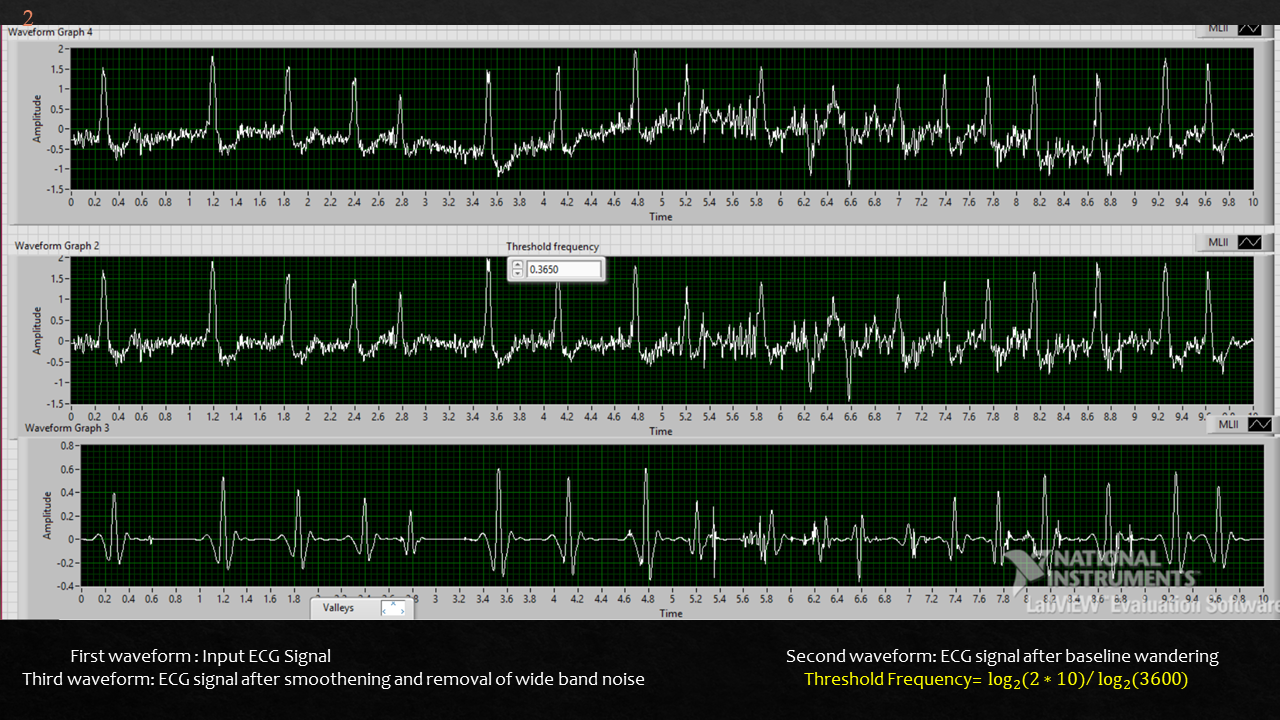 2
Waveform Graph 4
MLII
2
1.5
1
0.5
0
-0.5
-1
-1.5
Amplitude
0 0.2 0.4 0.6 0.8 1 1.2 1.4 1.6 1.8 2 2.2 2.4 2.6 2.8 3 3.2 3.4 3.6 3.8 4 4.2 4.4 4.6 4.8 5 5.2 5.4 5.6 5.8 6 6.2 6.4 6.6 6.8 7 7.2 7.4 7.6 7.8 8 8.2 8.4 8.6 8.8 9 9.2 9.4 9.6 9.8 10
Time
Waveform Graph 2
Threshold frequency
MLII
0.3650
2
1.5
1
0.5
0
-0.5
-1
-1.5
Amplitude
0 0.2 0.4 0.6 0.8 1 1.2 1.4 1.6 1.8 2 2.2 2.4 2.6 2.8 3 3.2 3.4 3.6 3.8 4 4.2 4.4 4.6 4.8 5 5.2 5.4 5.6 5.8 6 6.2 6.4 6.6 6.8 7 7.2 7.4 7.6 7.8 8 8.2 8.4 8.6 8.8 9 9.2 9.4 9.6 9.8 10
Time
Waveform Graph 3
MLII
0.8
0.6
0.4
0.2
0
-0.2
-0.4
Amplitude
NATIONAL
INSTRUMENTS
LabVIEW™ Evaluation Software
0 0.2 0.4 0.6 0.8 1 1.2 1.4 1.6 1.8 2 3 3.2 3.4 3.6 3.8 4 4.2 4.4 4.6 4.8 5 5.2 5.4 5.6 5.8 6 6.2 6.4 6.6 6.8 7 7.2 7.4 7.6 7.8 8 8.2 8.4 8.6 8.8 9 9.2 9.4 9.6 9.8 10
Time
Valleys
First waveform : Input ECG Signal
Third waveform: ECG signal after smoothening and removal of wide band noise
Second waveform: ECG signal after baseline wandering
Threshold Frequency= log₂(2 ∗ 10)/ log₂(3600)